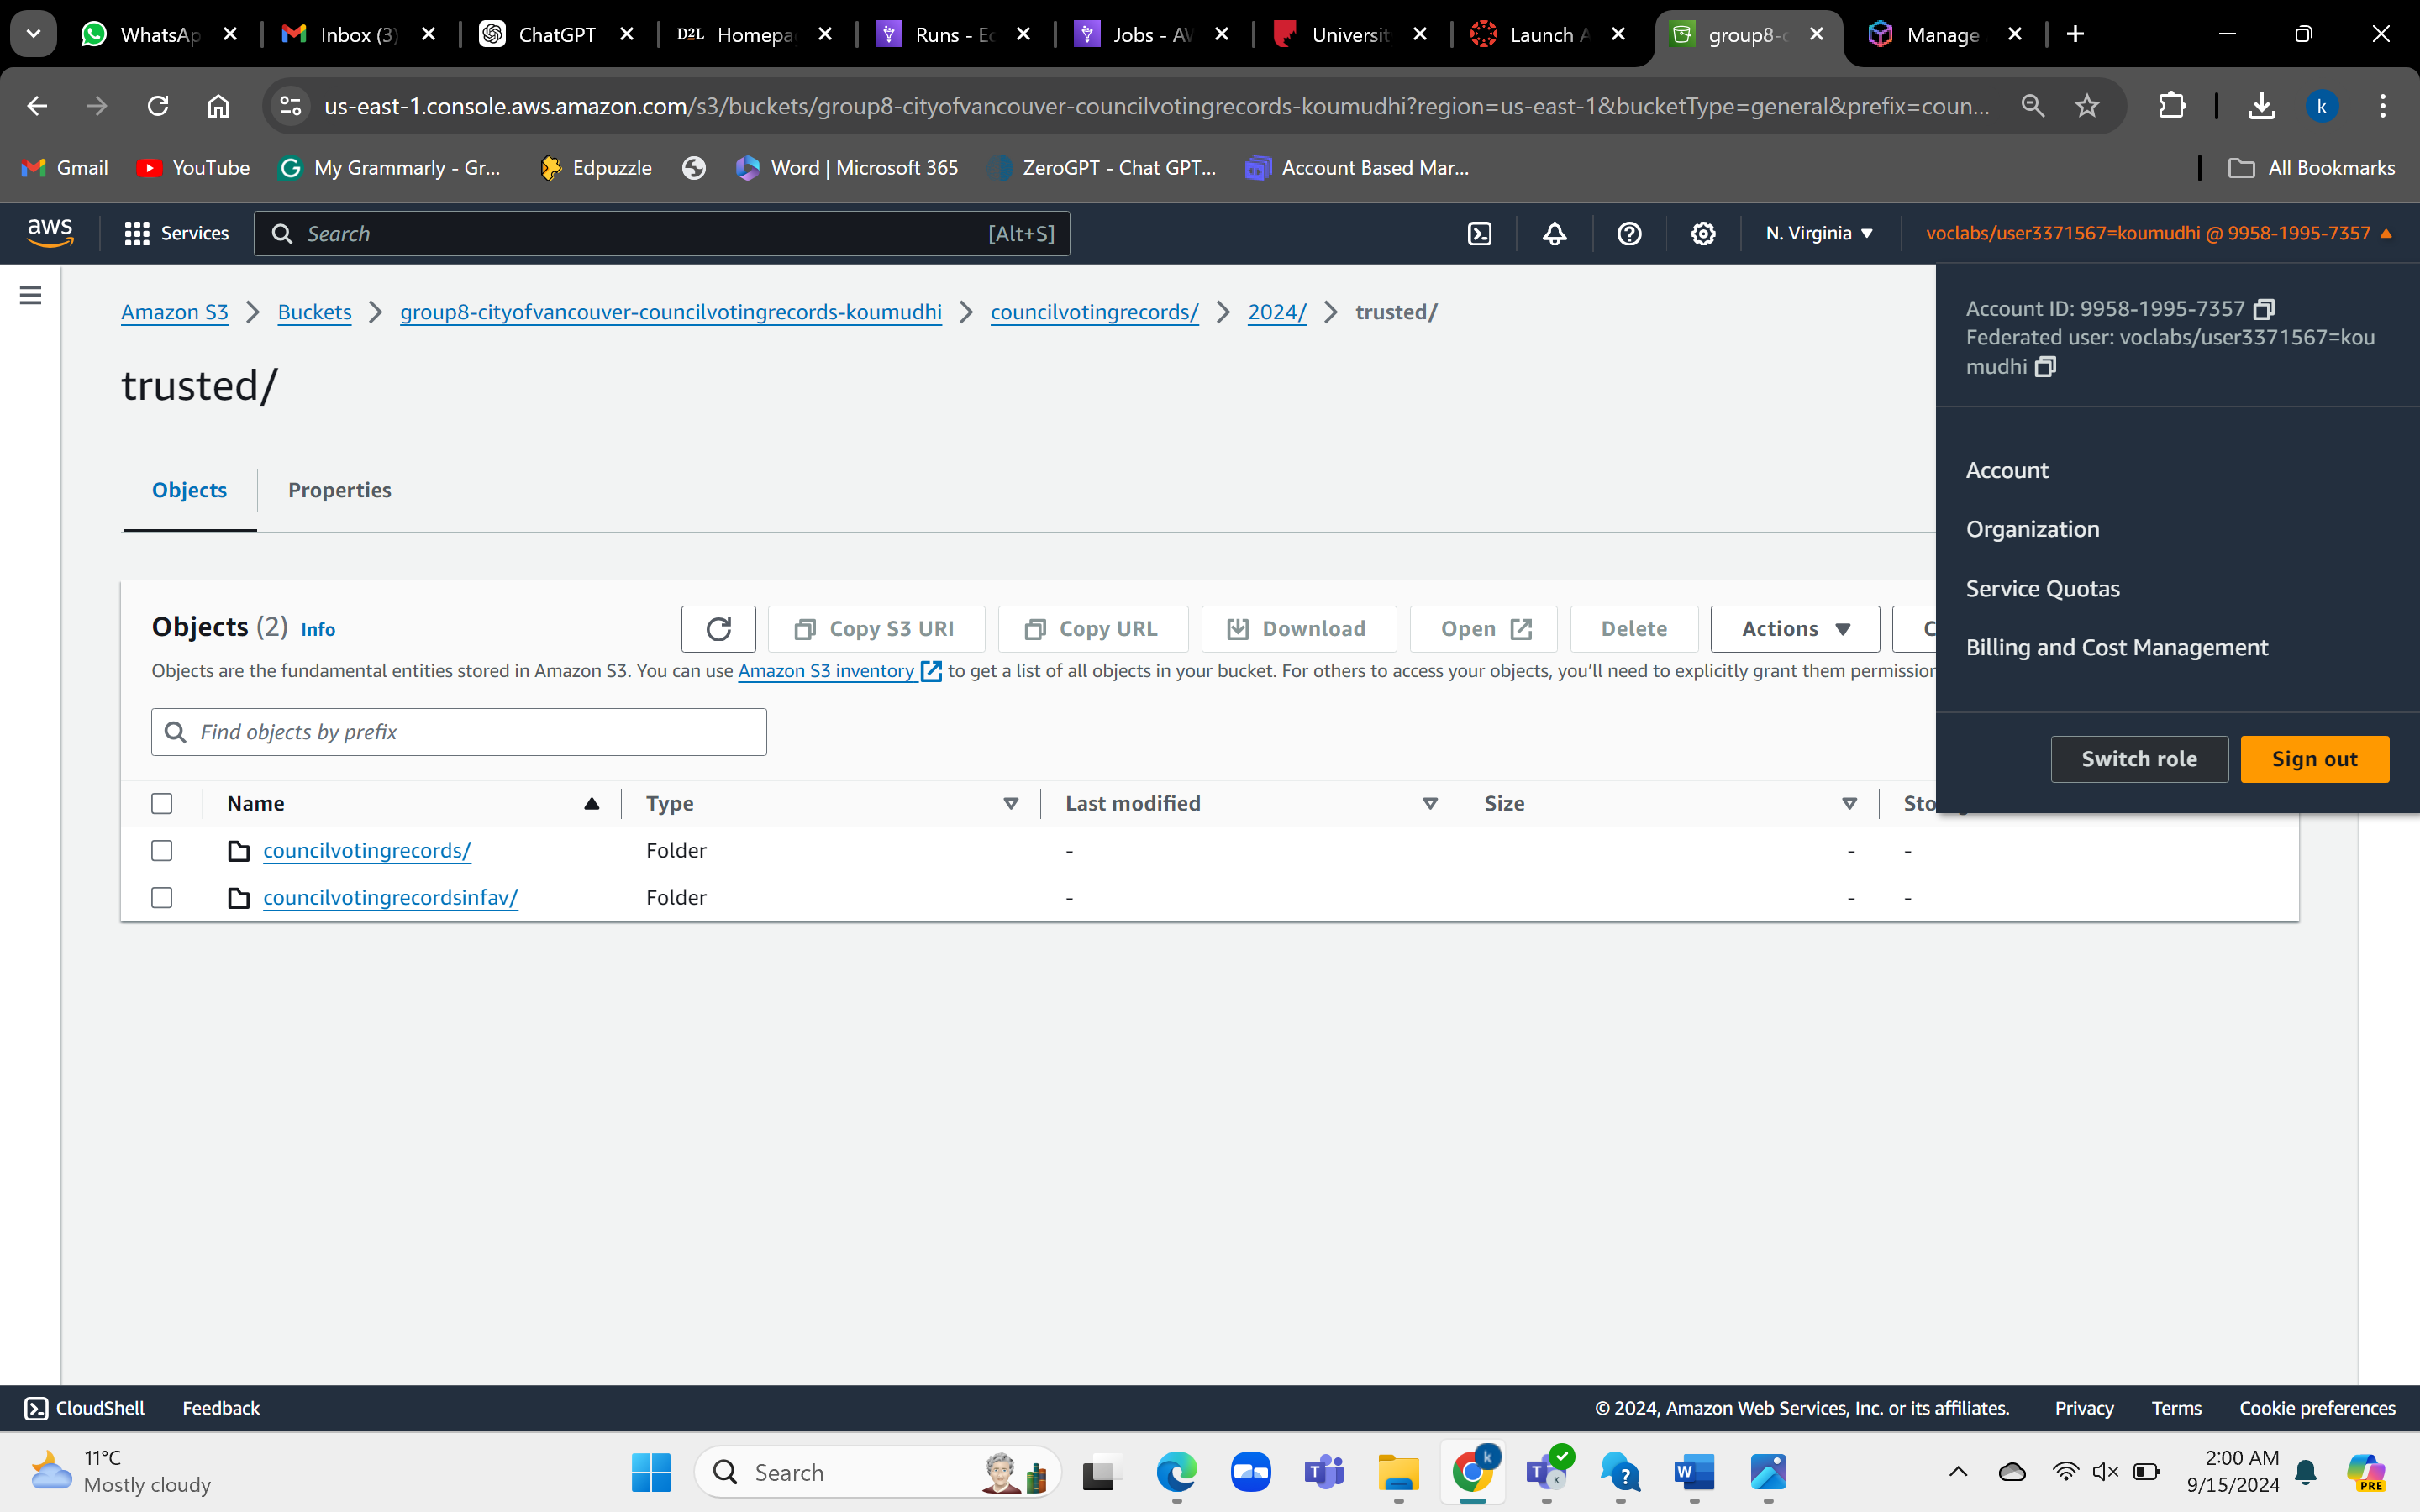 WhatsAp
Inbox (3)
ChatGPT
D2L Homepa
Runs - Ec
Jobs - AV
Universit
Launch A
group8-c
Manage
us-east-1.console.aws.amazon.com/s3/buckets/group8-cityofvancouver-councilvotingrecords-koumudhi?region=us-east-1&bucketType=general&prefix=coun...
k
Gmail
YouTube
My Grammarly - Gr...
Edpuzzle
Word | Microsoft 365
ZeroGPT - Chat GPT...
Account Based Mar...
All Bookmarks
aws
Services
Search
[Alt+S]
N. Virginia
voclabs/user3371567=koumudhi @ 9958-1995-7357
Amazon S3
Buckets
group8-cityofvancouver-councilvotingrecords-koumudhi
councilvotingrecords/
2024/
trusted/
Account ID: 9958-1995-7357
Federated user: voclabs/user3371567=kou
mudhi
Account
Organization
Service Quotas
Billing and Cost Management
Switch role
Sign out
trusted/
Objects
Properties
Objects (2) Info
Copy S3 URI
Copy URL
Download
Open
Delete
Actions
Objects are the fundamental entities stored in Amazon S3. You can use Amazon S3 inventory to get a list of all objects in your bucket. For others to access your objects, you'll need to explicitly grant them permission
Find objects by prefix
Name
Type
Last modified
Size
councilvotingrecords/ Folder - - -
councilvotingrecordsinfav/ Folder - - -
CloudShell
Feedback
© 2024, Amazon Web Services, Inc. or its affiliates.
Privacy
Terms
Cookie preferences
11°C
Mostly cloudy
Search
2:00 AM
9/15/2024
PRE